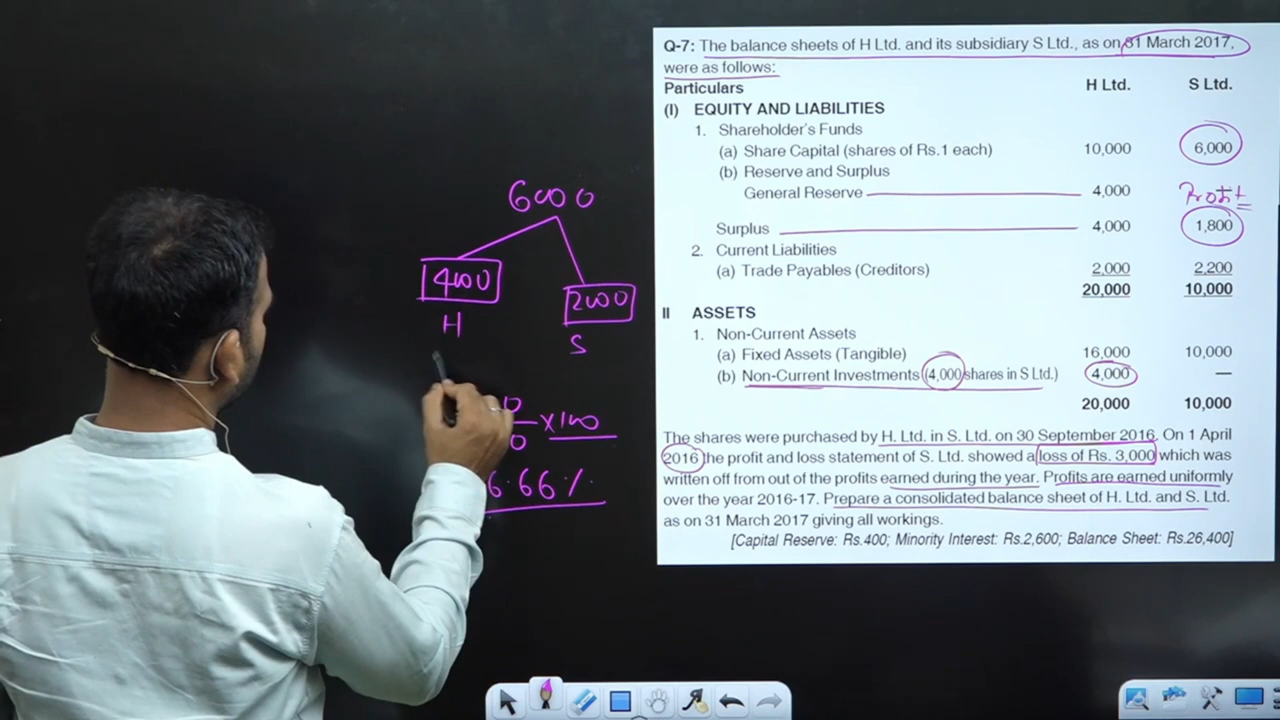 6000
4000
2000
H
S
0 × 100
0
6.66%
Q-7: The balance sheets of H Ltd. and its subsidiary S Ltd., as on 31 March 2017,
were as follows:
Particulars H Ltd. S Ltd.
(I) EQUITY AND LIABILITIES
1. Shareholder's Funds
(a) Share Capital (shares of Rs.1 each) 10,000 6,000
(b) Reserve and Surplus
General Reserve 4,000 Profit
Surplus 4,000 1,800
2. Current Liabilities
(a) Trade Payables (Creditors) 2,000 2,200
20,000 10,000
II ASSETS
1. Non-Current Assets
(a) Fixed Assets (Tangible) 16,000 10,000
(b) Non-Current Investments (4,000 shares in S Ltd.) 4,000 —
20,000 10,000
The shares were purchased by H. Ltd. in S. Ltd. on 30 September 2016. On 1 April
2016 the profit and loss statement of S. Ltd. showed a loss of Rs. 3,000 which was
written off from out of the profits earned during the year. Profits are earned uniformly
over the year 2016-17. Prepare a consolidated balance sheet of H. Ltd. and S. Ltd.
as on 31 March 2017 giving all workings.
[Capital Reserve: Rs.400; Minority Interest: Rs.2,600; Balance Sheet: Rs.26,400]